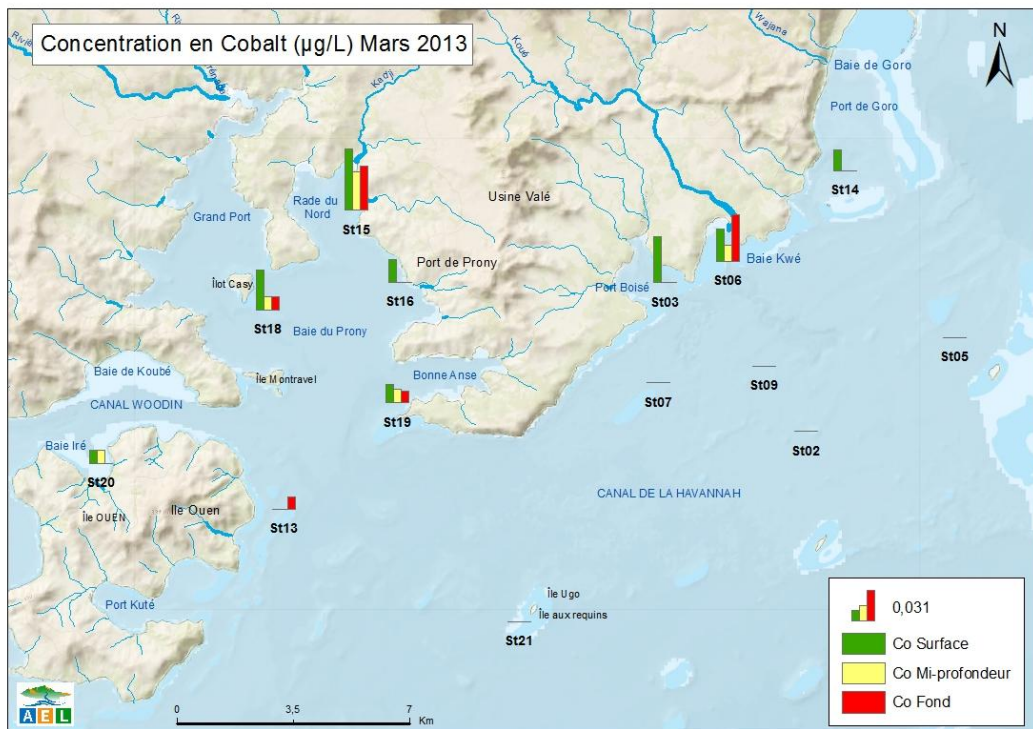 Concentration en Cobalt (µg/L) Mars 2013
N
Kadji
Koué
Wajana
Baie de Goro
Port de Goro
St14
Usine Valé
Rade du
Nord
St15
Grand Port
Port de Prony
St16
Îlot Casy
St18
Baie du Prony
Port Boisé
St03
St06
Baie Kwé
St05
St09
St07
St02
Baie de Koubé
Île Montravel
Bonne Anse
St19
CANAL WOODIN
Baie Iré
St20
Île OUEN
Île Ouen
St13
CANAL DE LA HAVANNAH
Port Kuté
Île Ugo
Île aux requins
St21
0,031
Co Surface
Co Mi-profondeur
Co Fond
AEL
0 3,5 7
Km